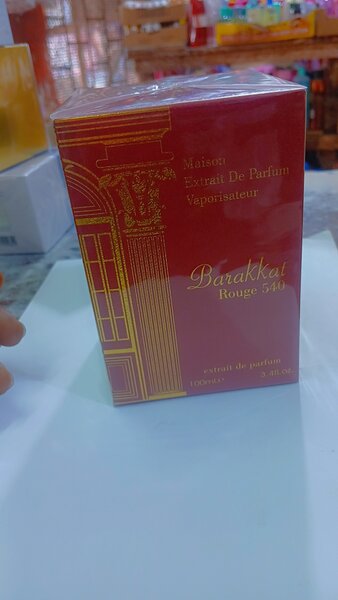 Maison
Extrait De Parfum
Vaporisateur
Barakkat
Rouge 540
extrait de parfum
100ml e 3.4fl.oz.